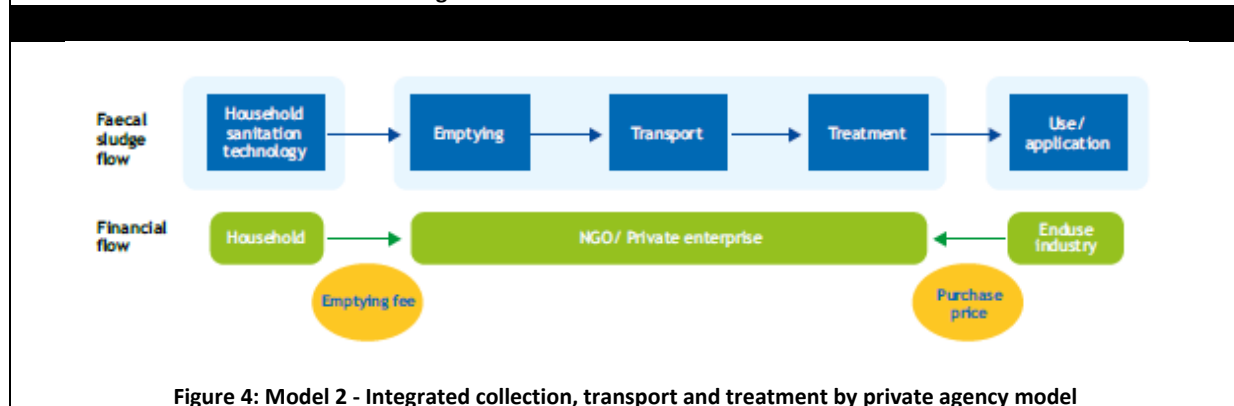 Faecal
sludge
flow
Household
sanitation
technology
Emptying
Transport
Treatment
Use/
application
Financial
flow
Household
NGO/ Private enterprise
Enduse
industry
Emptying fee
Purchase
price
Figure 4: Model 2 - Integrated collection, transport and treatment by private agency model